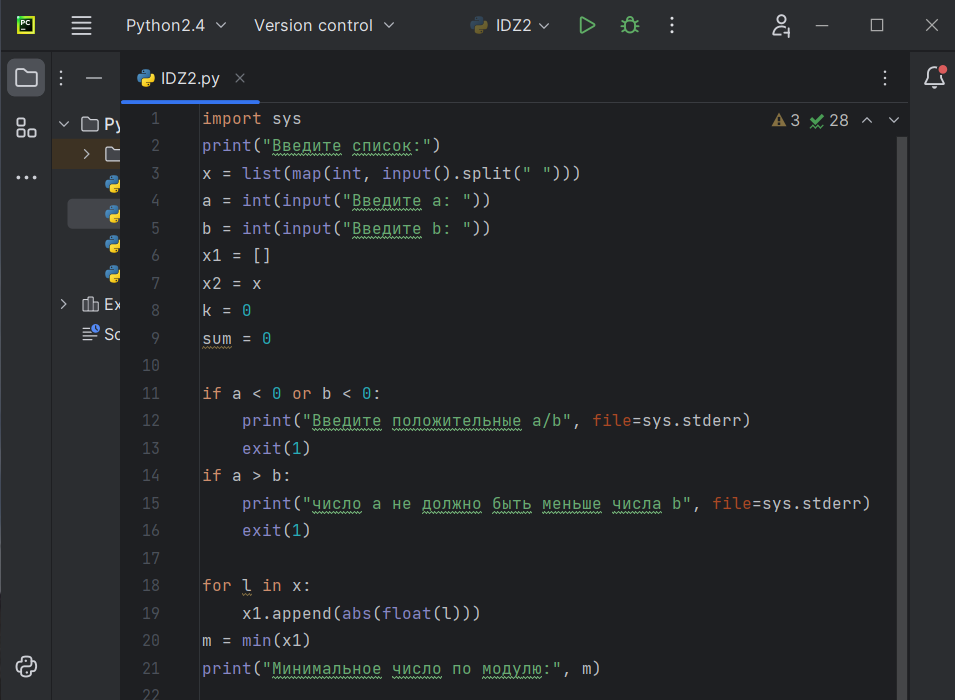 PC Python2.4 Version control IDZ2
IDZ2.py
Py
Ex
Sc
3 28
1 import sys
2 print("Введите список:")
3 x = list(map(int, input().split(" ")))
4 a = int(input("Введите a: "))
5 b = int(input("Введите b: "))
6 x1 = []
7 x2 = x
8 k = 0
9 sum = 0
10
11 if a < 0 or b < 0:
12     print("Введите положительные a/b", file=sys.stderr)
13     exit(1)
14 if a > b:
15     print("число a не должно быть меньше числа b", file=sys.stderr)
16     exit(1)
17
18 for l in x:
19     x1.append(abs(float(l)))
20 m = min(x1)
21 print("Минимальное число по модулю:", m)
22